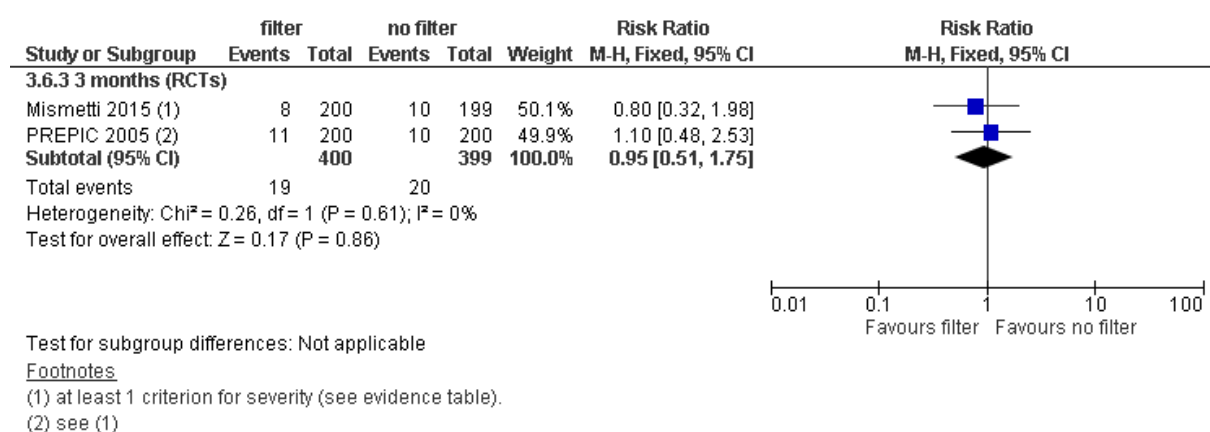 filter no filter Risk Ratio Risk Ratio
Study or Subgroup Events Total Events Total Weight M-H, Fixed, 95% CI M-H, Fixed, 95% CI
3.6.3 3 months (RCTs)
Mismetti 2015 (1) 8 200 10 199 50.1% 0.80 [0.32, 1.98]
PREPIC 2005 (2) 11 200 10 200 49.9% 1.10 [0.48, 2.53]
Subtotal (95% CI) 400 399 100.0% 0.95 [0.51, 1.75]
Total events 19 20
Heterogeneity: Chi² = 0.26, df = 1 (P = 0.61); I² = 0%
Test for overall effect: Z = 0.17 (P = 0.86)
0.01 0.1 1 10 100
Favours filter Favours no filter
Test for subgroup differences: Not applicable
Footnotes
(1) at least 1 criterion for severity (see evidence table).
(2) see (1)